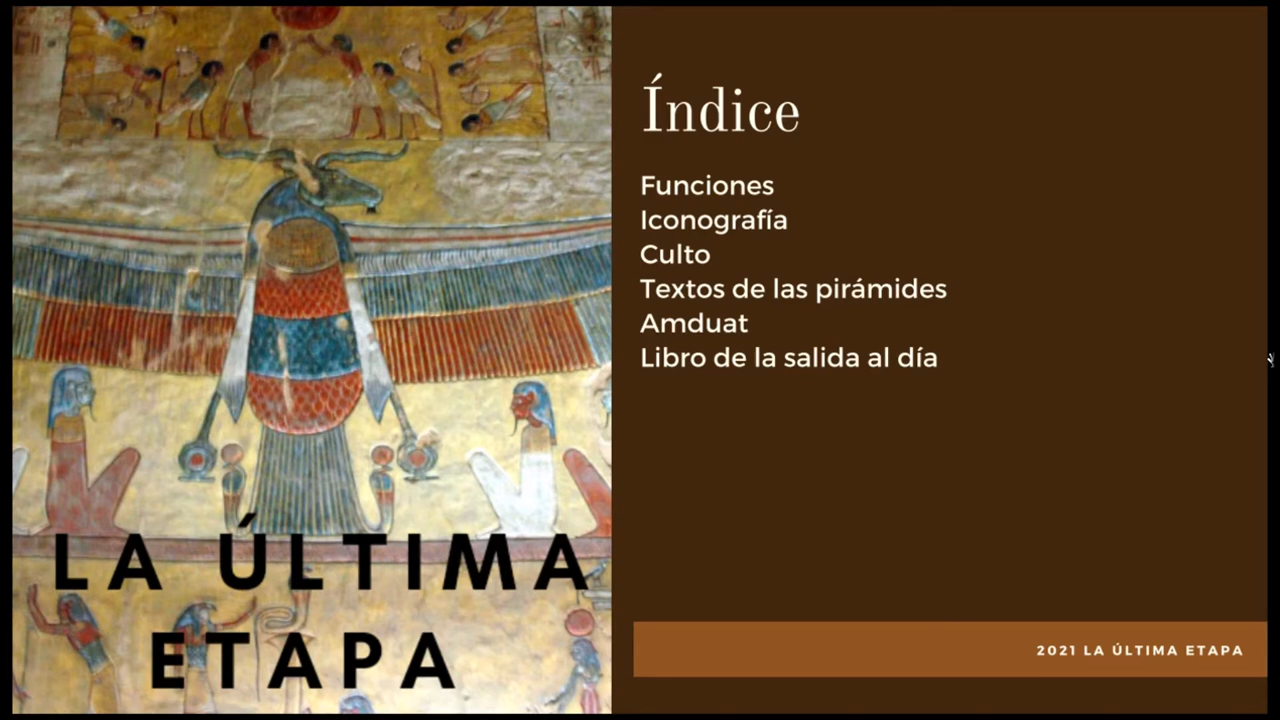 LA ÚLTIMA
ETAPA
Índice
Funciones
Iconografía
Culto
Textos de las pirámides
Amduat
Libro de la salida al día
2021 LA ÚLTIMA ETAPA